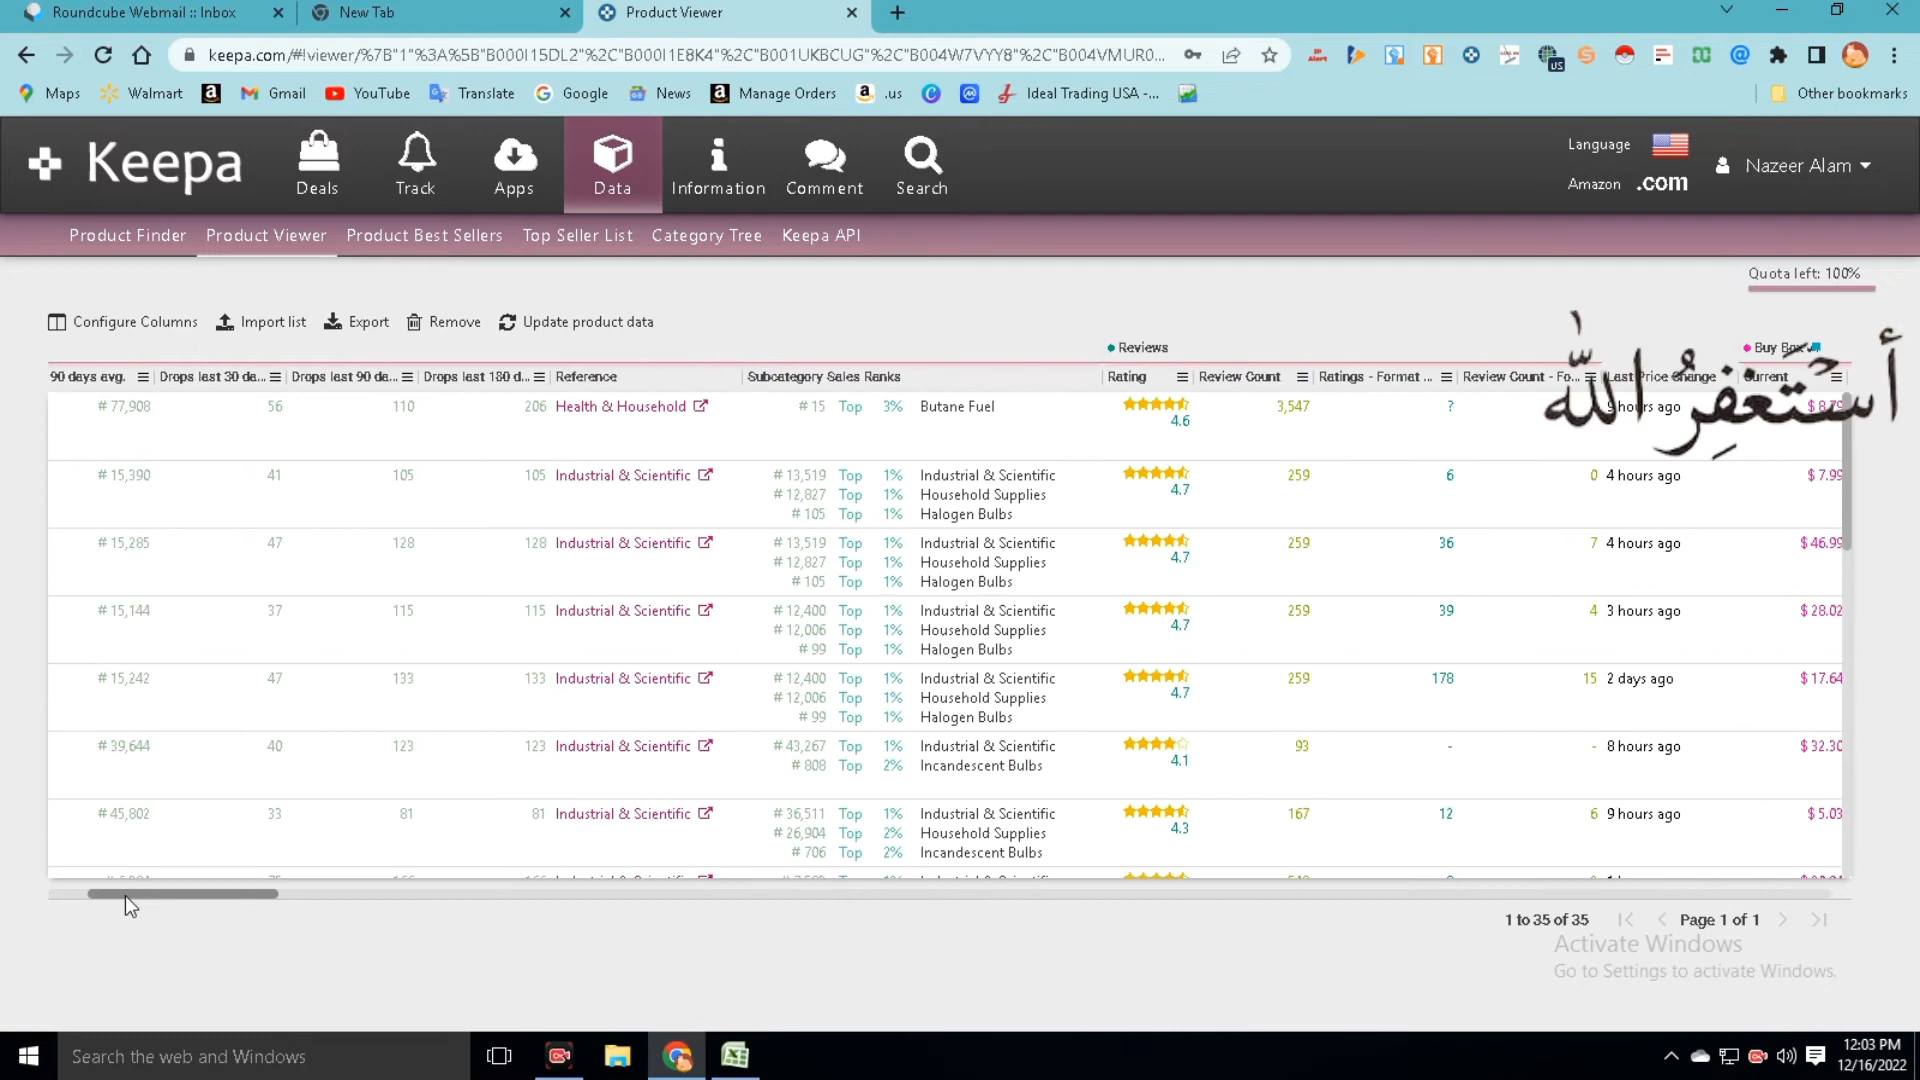 Roundcube Webmail :: Inbox
New Tab
Product Viewer
keepa.com/#!viewer/%7B"1"%3A%5B"B000I15DL2"%2C"B000I1E8K4"%2C"B001UKBCUG"%2C"B004W7VYY8"%2C"B004VMUR0...
Maps
Walmart
Gmail
YouTube
Translate
Google
News
Manage Orders
.us
Ideal Trading USA -...
Other bookmarks
Keepa
Deals
Track
Apps
Data
Information
Comment
Search
Language
Amazon .com
Nazeer Alam
Product Finder
Product Viewer
Product Best Sellers
Top Seller List
Category Tree
Keepa API
Quota left: 100%
Configure Columns
Import list
Export
Remove
Update product data
أستغفر الله
Reviews
Buy Box
90 days avg. Drops last 30 da... Drops last 90 da... Drops last 180 d... Reference Subcategory Sales Ranks Rating Review Count Ratings - Format ... Review Count - Fo... Last Price Change Current
# 77,908 56 110 206 Health & Household # 15 Top 3% Butane Fuel 4.6 3,547 ? 9 hours ago $ 8.79
# 15,390 41 105 105 Industrial & Scientific # 13,519 Top 1% Industrial & Scientific 4.7 259 6 0 4 hours ago $ 7.99
# 12,827 Top 1% Household Supplies
# 105 Top 1% Halogen Bulbs
# 15,285 47 128 128 Industrial & Scientific # 13,519 Top 1% Industrial & Scientific 4.7 259 36 7 4 hours ago $ 46.99
# 12,827 Top 1% Household Supplies
# 105 Top 1% Halogen Bulbs
# 15,144 37 115 115 Industrial & Scientific # 12,400 Top 1% Industrial & Scientific 4.7 259 39 4 3 hours ago $ 28.02
# 12,006 Top 1% Household Supplies
# 99 Top 1% Halogen Bulbs
# 15,242 47 133 133 Industrial & Scientific # 12,400 Top 1% Industrial & Scientific 4.7 259 178 15 2 days ago $ 17.64
# 12,006 Top 1% Household Supplies
# 99 Top 1% Halogen Bulbs
# 39,644 40 123 123 Industrial & Scientific # 43,267 Top 1% Industrial & Scientific 4.1 93 - - 8 hours ago $ 32.30
# 808 Top 2% Incandescent Bulbs
# 45,802 33 81 81 Industrial & Scientific # 36,511 Top 1% Industrial & Scientific 4.3 167 12 6 9 hours ago $ 5.03
# 26,904 Top 2% Household Supplies
# 706 Top 2% Incandescent Bulbs
1 to 35 of 35 Page 1 of 1
Activate Windows
Go to Settings to activate Windows.
Search the web and Windows
12:03 PM
12/16/2022